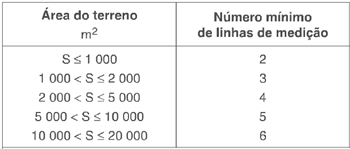 Área do terreno
m²
Número mínimo
de linhas de medição
S ≤ 1 000 2
1 000 < S ≤ 2 000 3
2 000 < S ≤ 5 000 4
5 000 < S ≤ 10 000 5
10 000 < S ≤ 20 000 6